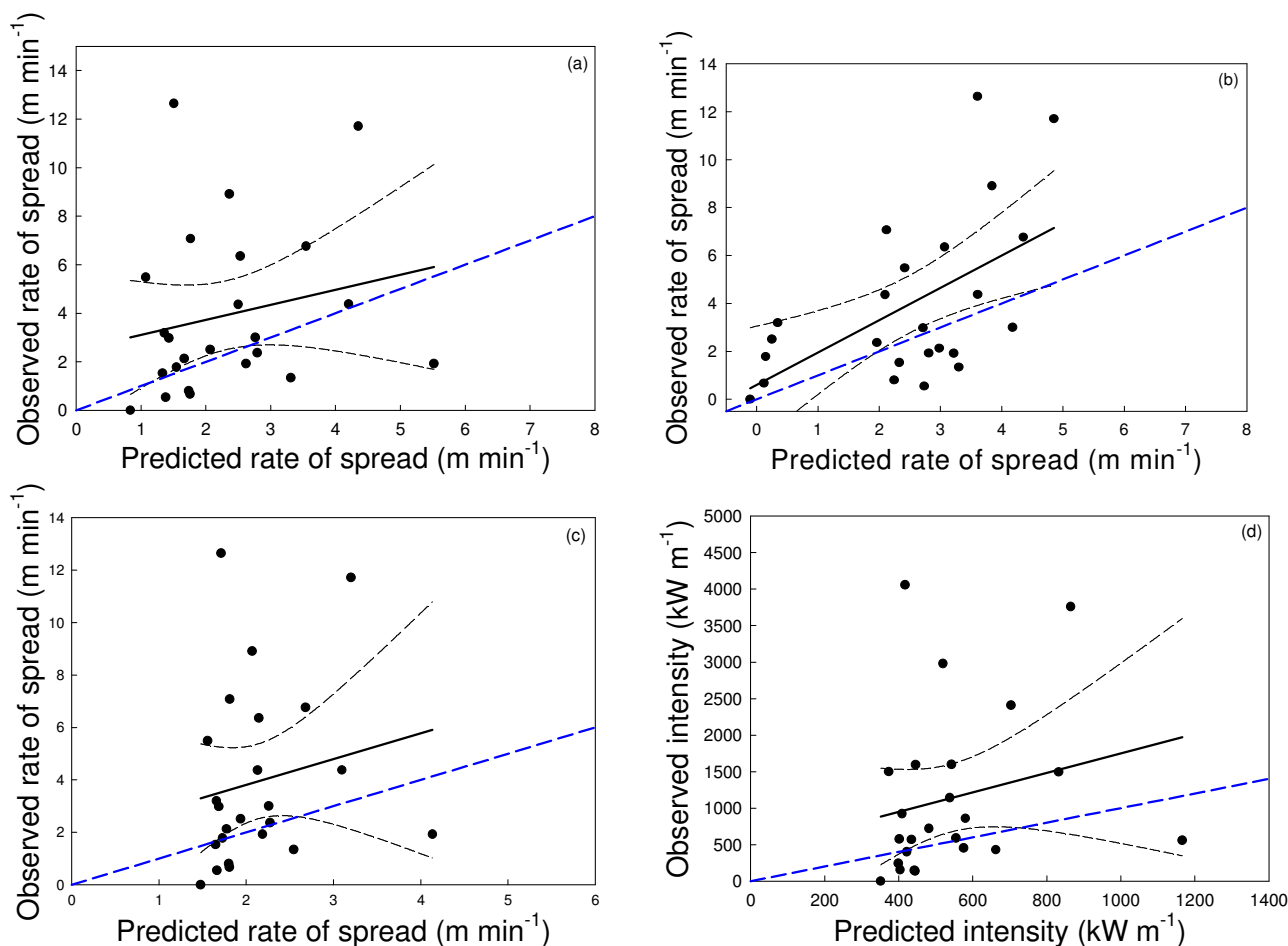 (a)
Observed rate of spread (m min⁻¹)
14
12
10
8
6
4
2
0
0 1 2 3 4 5 6 7 8
Predicted rate of spread (m min⁻¹)
(b)
Observed rate of spread (m min⁻¹)
14
12
10
8
6
4
2
0
0 1 2 3 4 5 6 7 8
Predicted rate of spread (m min⁻¹)
(c)
Observed rate of spread (m min⁻¹)
14
12
10
8
6
4
2
0
0 1 2 3 4 5 6
Predicted rate of spread (m min⁻¹)
(d)
Observed intensity (kW m⁻¹)
5000
4500
4000
3500
3000
2500
2000
1500
1000
500
0
0 200 400 600 800 1000 1200 1400
Predicted intensity (kW m⁻¹)